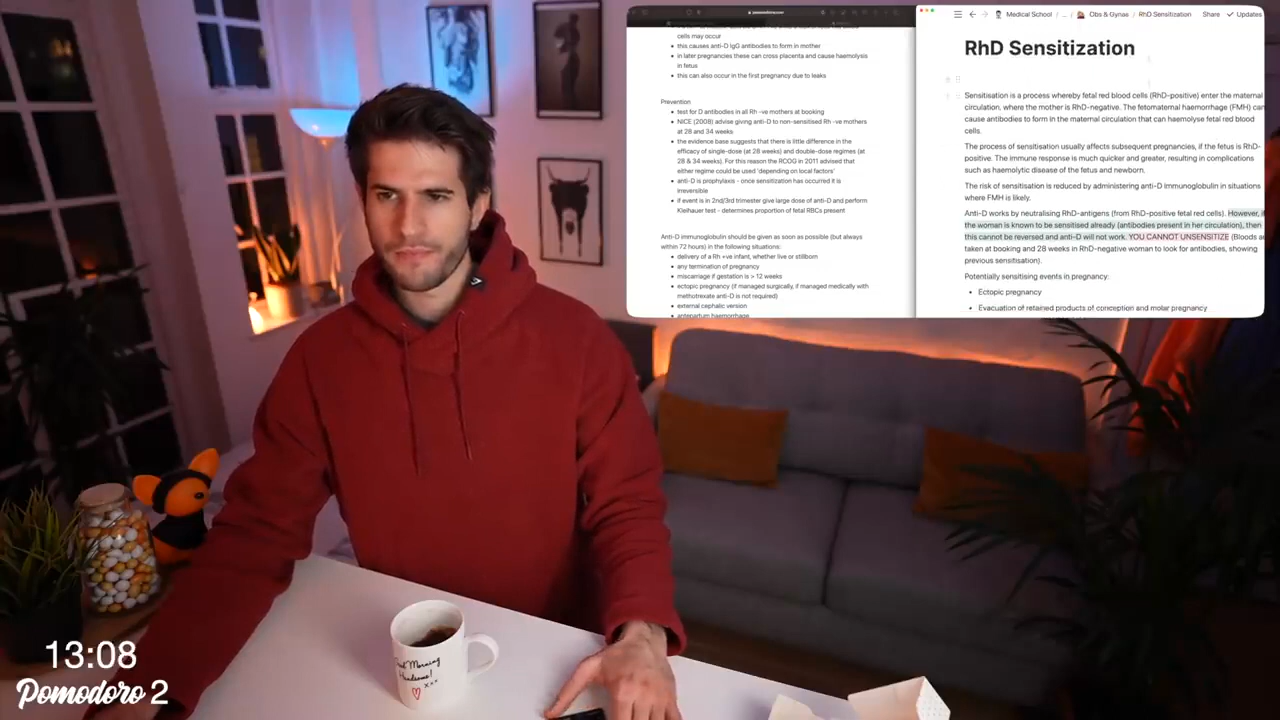 cells may occur
this causes anti-D IgG antibodies to form in mother
in later pregnancies these can cross placenta and cause haemolysis
in fetus
this can also occur in the first pregnancy due to leaks
Prevention
test for D antibodies in all Rh -ve mothers at booking
NICE (2008) advise giving anti-D to non-sensitised Rh -ve mothers
at 28 and 34 weeks
the evidence base suggests that there is little difference in the
efficacy of single-dose (at 28 weeks) and double-dose regimes (at
28 & 34 weeks). For this reason the RCOG in 2011 advised that
either regime could be used 'depending on local factors'
anti-D is prophylaxis - once sensitization has occurred it is
irreversible
if event is in 2nd/3rd trimester give large dose of anti-D and perform
Kleihauer test - determines proportion of fetal RBCs present
Anti-D immunoglobulin should be given as soon as possible (but always
within 72 hours) in the following situations:
delivery of a Rh +ve infant, whether live or stillborn
any termination of pregnancy
miscarriage if gestation is > 12 weeks
ectopic pregnancy (if managed surgically, if managed medically with
methotrexate anti-D is not required)
external cephalic version
antepartum haemorrhage
Medical School / ... / Obs & Gynae / RhD Sensitization Share Updates
RhD Sensitization
Sensitisation is a process whereby fetal red blood cells (RhD-positive) enter the maternal
circulation, where the mother is RhD-negative. The fetomaternal haemorrhage (FMH) can
cause antibodies to form in the maternal circulation that can haemolyse fetal red blood
cells.
The process of sensitisation usually affects subsequent pregnancies, if the fetus is RhD-
positive. The immune response is much quicker and greater, resulting in complications
such as haemolytic disease of the fetus and newborn.
The risk of sensitisation is reduced by administering anti-D Immunoglobulin in situations
where FMH is likely.
Anti-D works by neutralising RhD-antigens (from RhD-positive fetal red cells). However, i
the woman is known to be sensitised already (antibodies present in her circulation), then
this cannot be reversed and anti-D will not work. YOU CANNOT UNSENSITIZE (Bloods a
taken at booking and 28 weeks in RhD-negative woman to look for antibodies, showing
previous sensitisation).
Potentially sensitising events in pregnancy:
Ectopic pregnancy
Evacuation of retained products of conception and molar pregnancy
Morning
Handsome!
xxx
13:08
Pomodoro 2